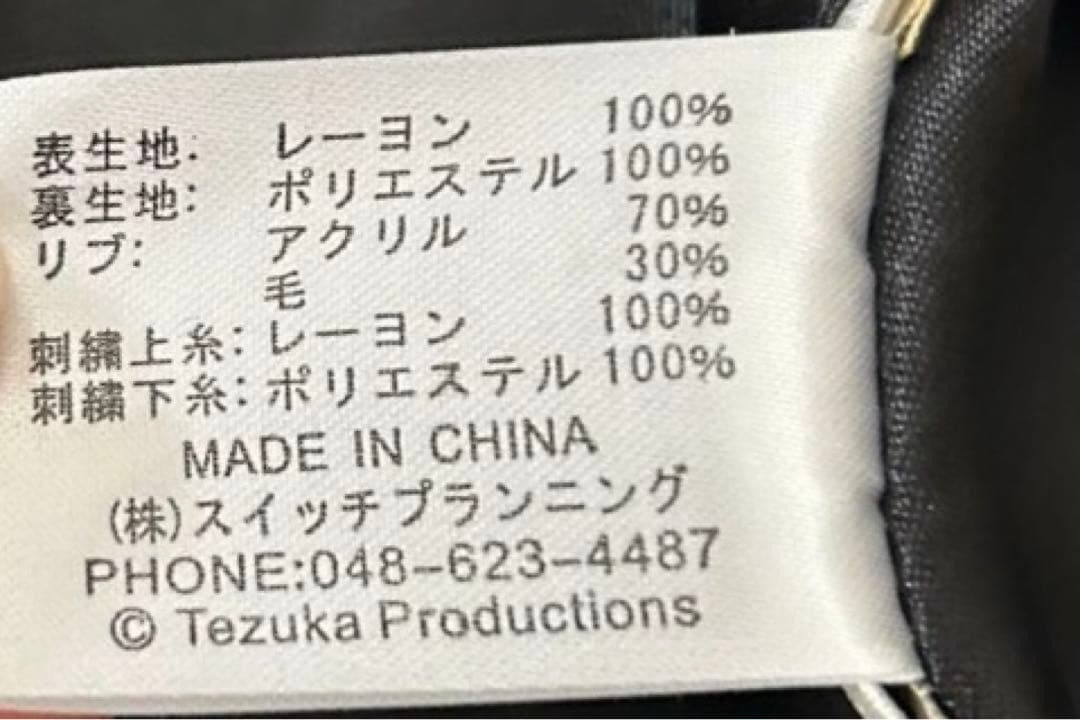 表生地: レーヨン 100%
裏生地: ポリエステル 100%
リブ: アクリル 70%
毛 30%
刺繍上糸: レーヨン 100%
刺繍下糸: ポリエステル 100%
MADE IN CHINA
(株)スイッチプランニング
PHONE:048-623-4487
© Tezuka Productions